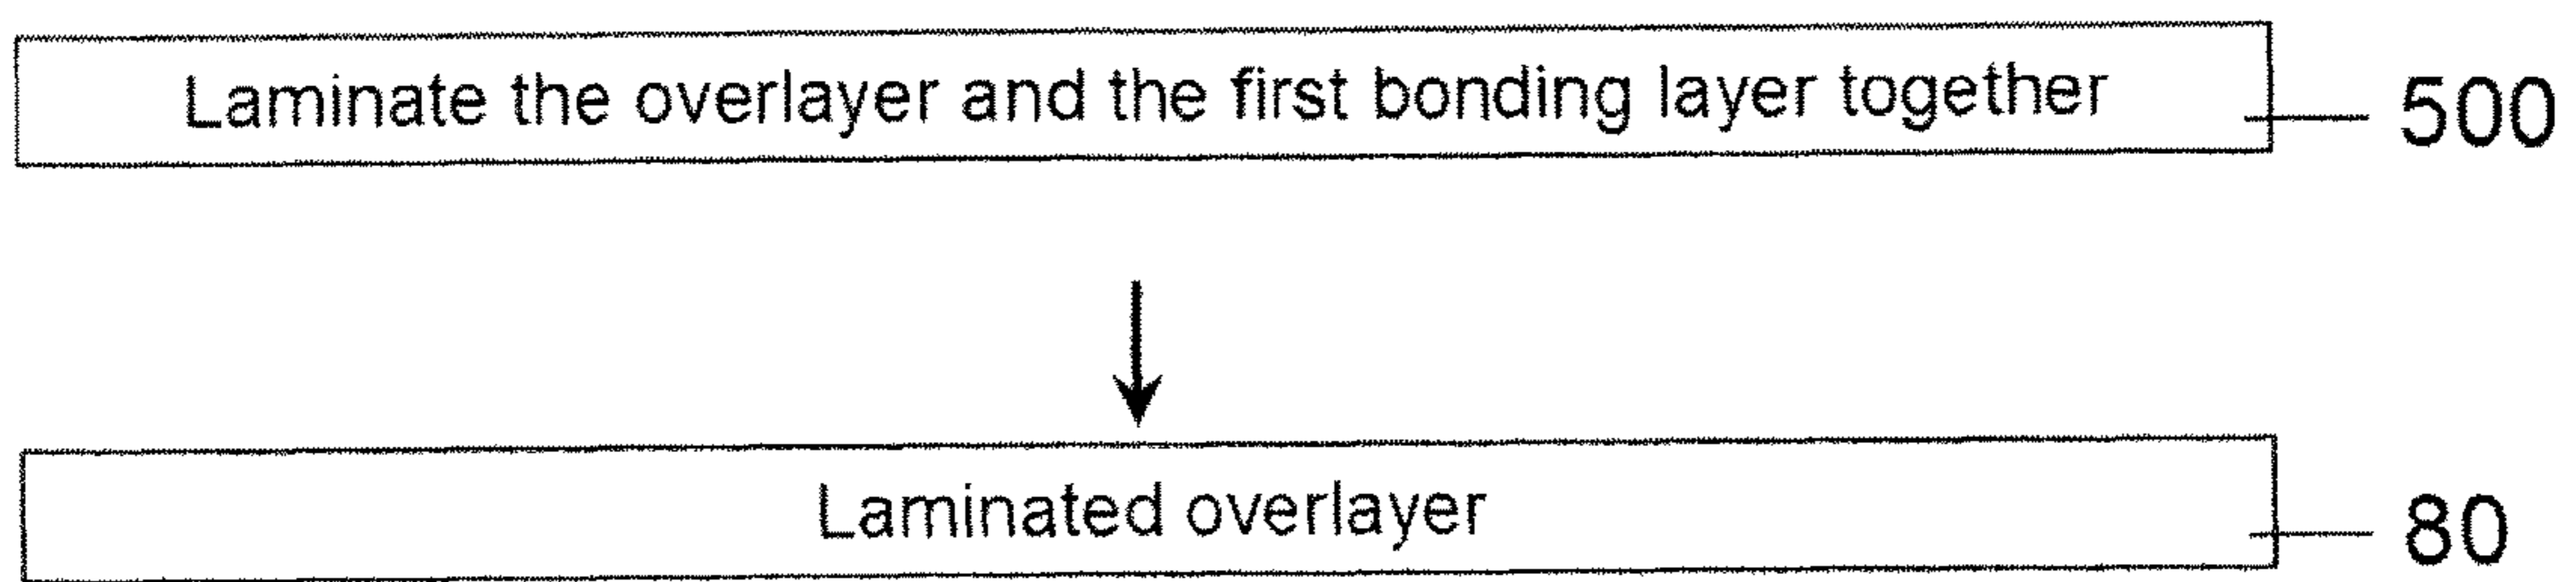 Laminate the overlayer and the first bonding layer together 500
Laminated overlayer 80